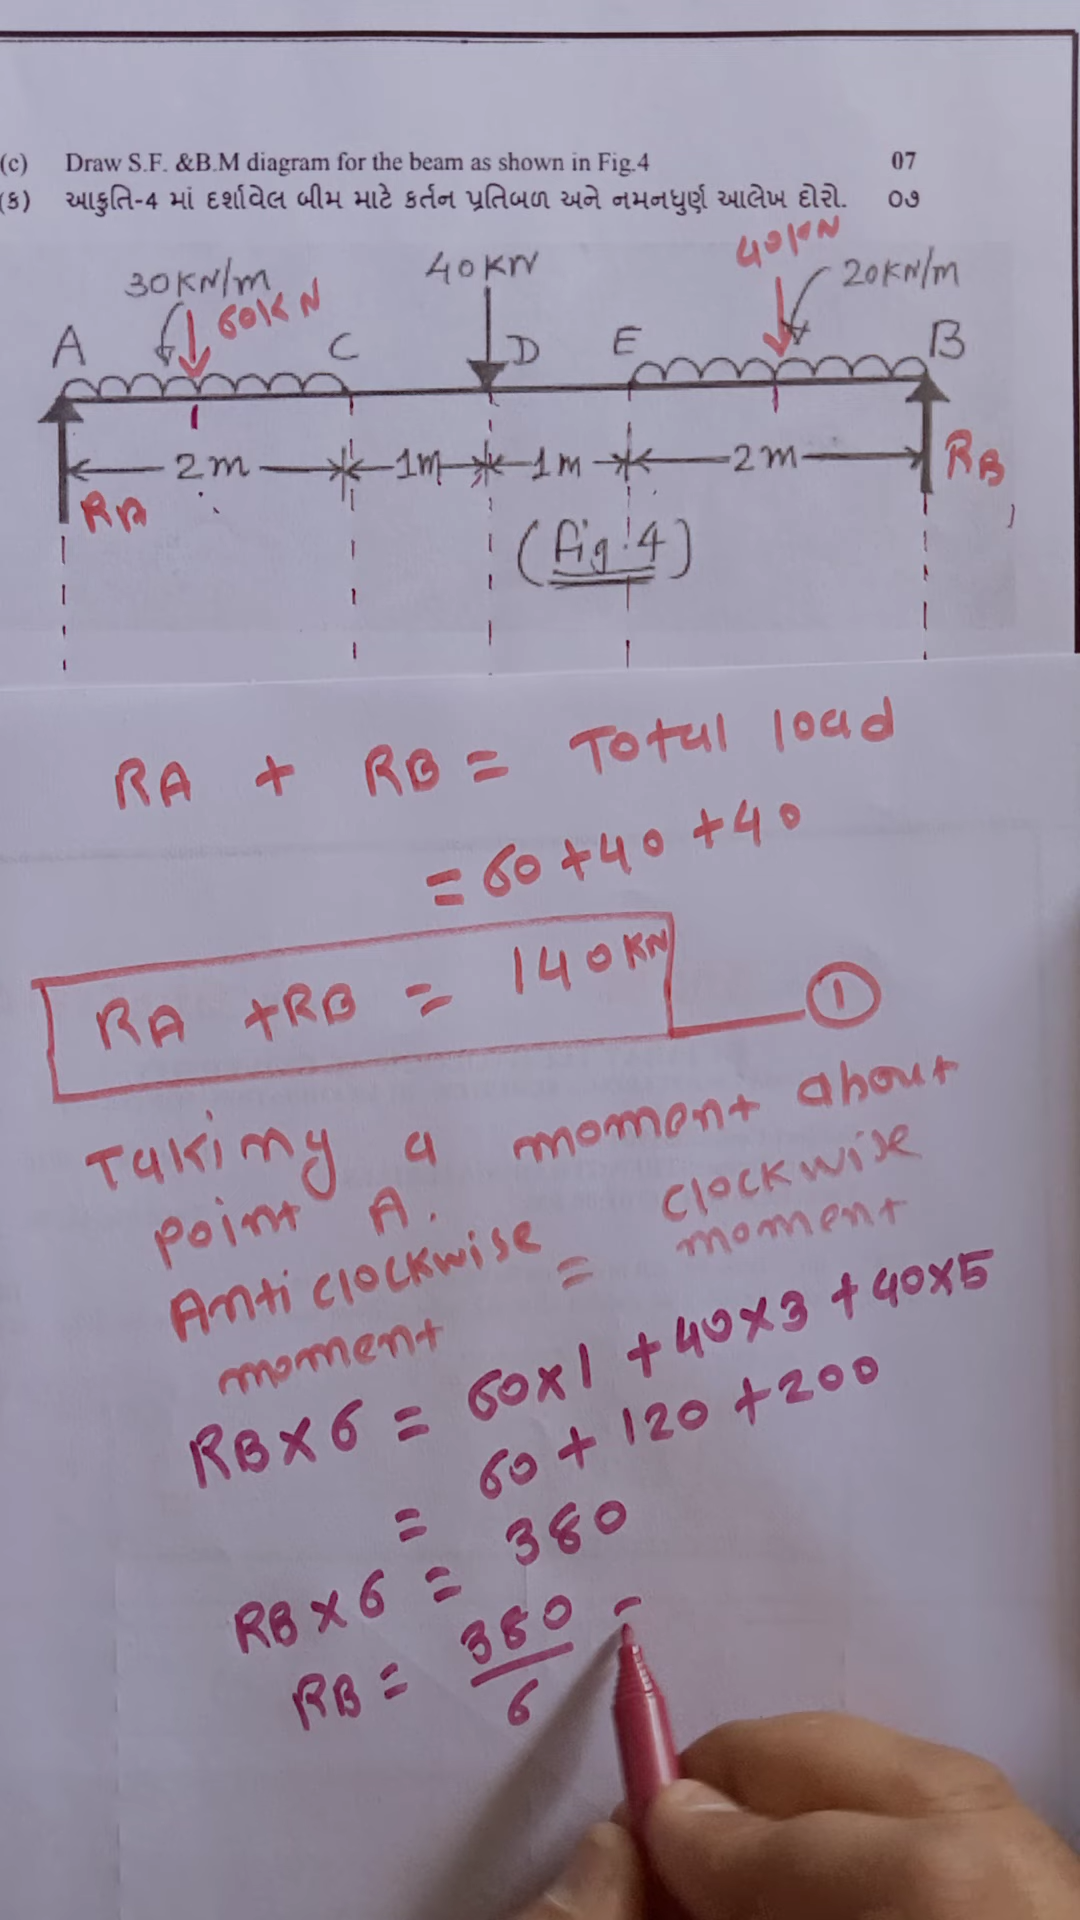 (c) Draw S.F. &B.M diagram for the beam as shown in Fig.4 07
(ક) આકૃતિ-4 માં દર્શાવેલ બીમ માટે કર્તન પ્રતિબળ અને નમનઘુર્ણ આલેખ દોરો. ૦૭
30KN/m 60KN 40KN 40KN 20KN/m
A C D E B
2m 1m 1m 2m
RA RB
(Fig.4)
RA + RB = Total load
= 60+40+40
RA +RB = 140KN 1
Taking a moment about
point A.
Anticlockwise moment = clockwise moment
RB×6 = 60×1+40×3+40×5
= 60+120+200
RB×6 = 380
RB = 380/6 =